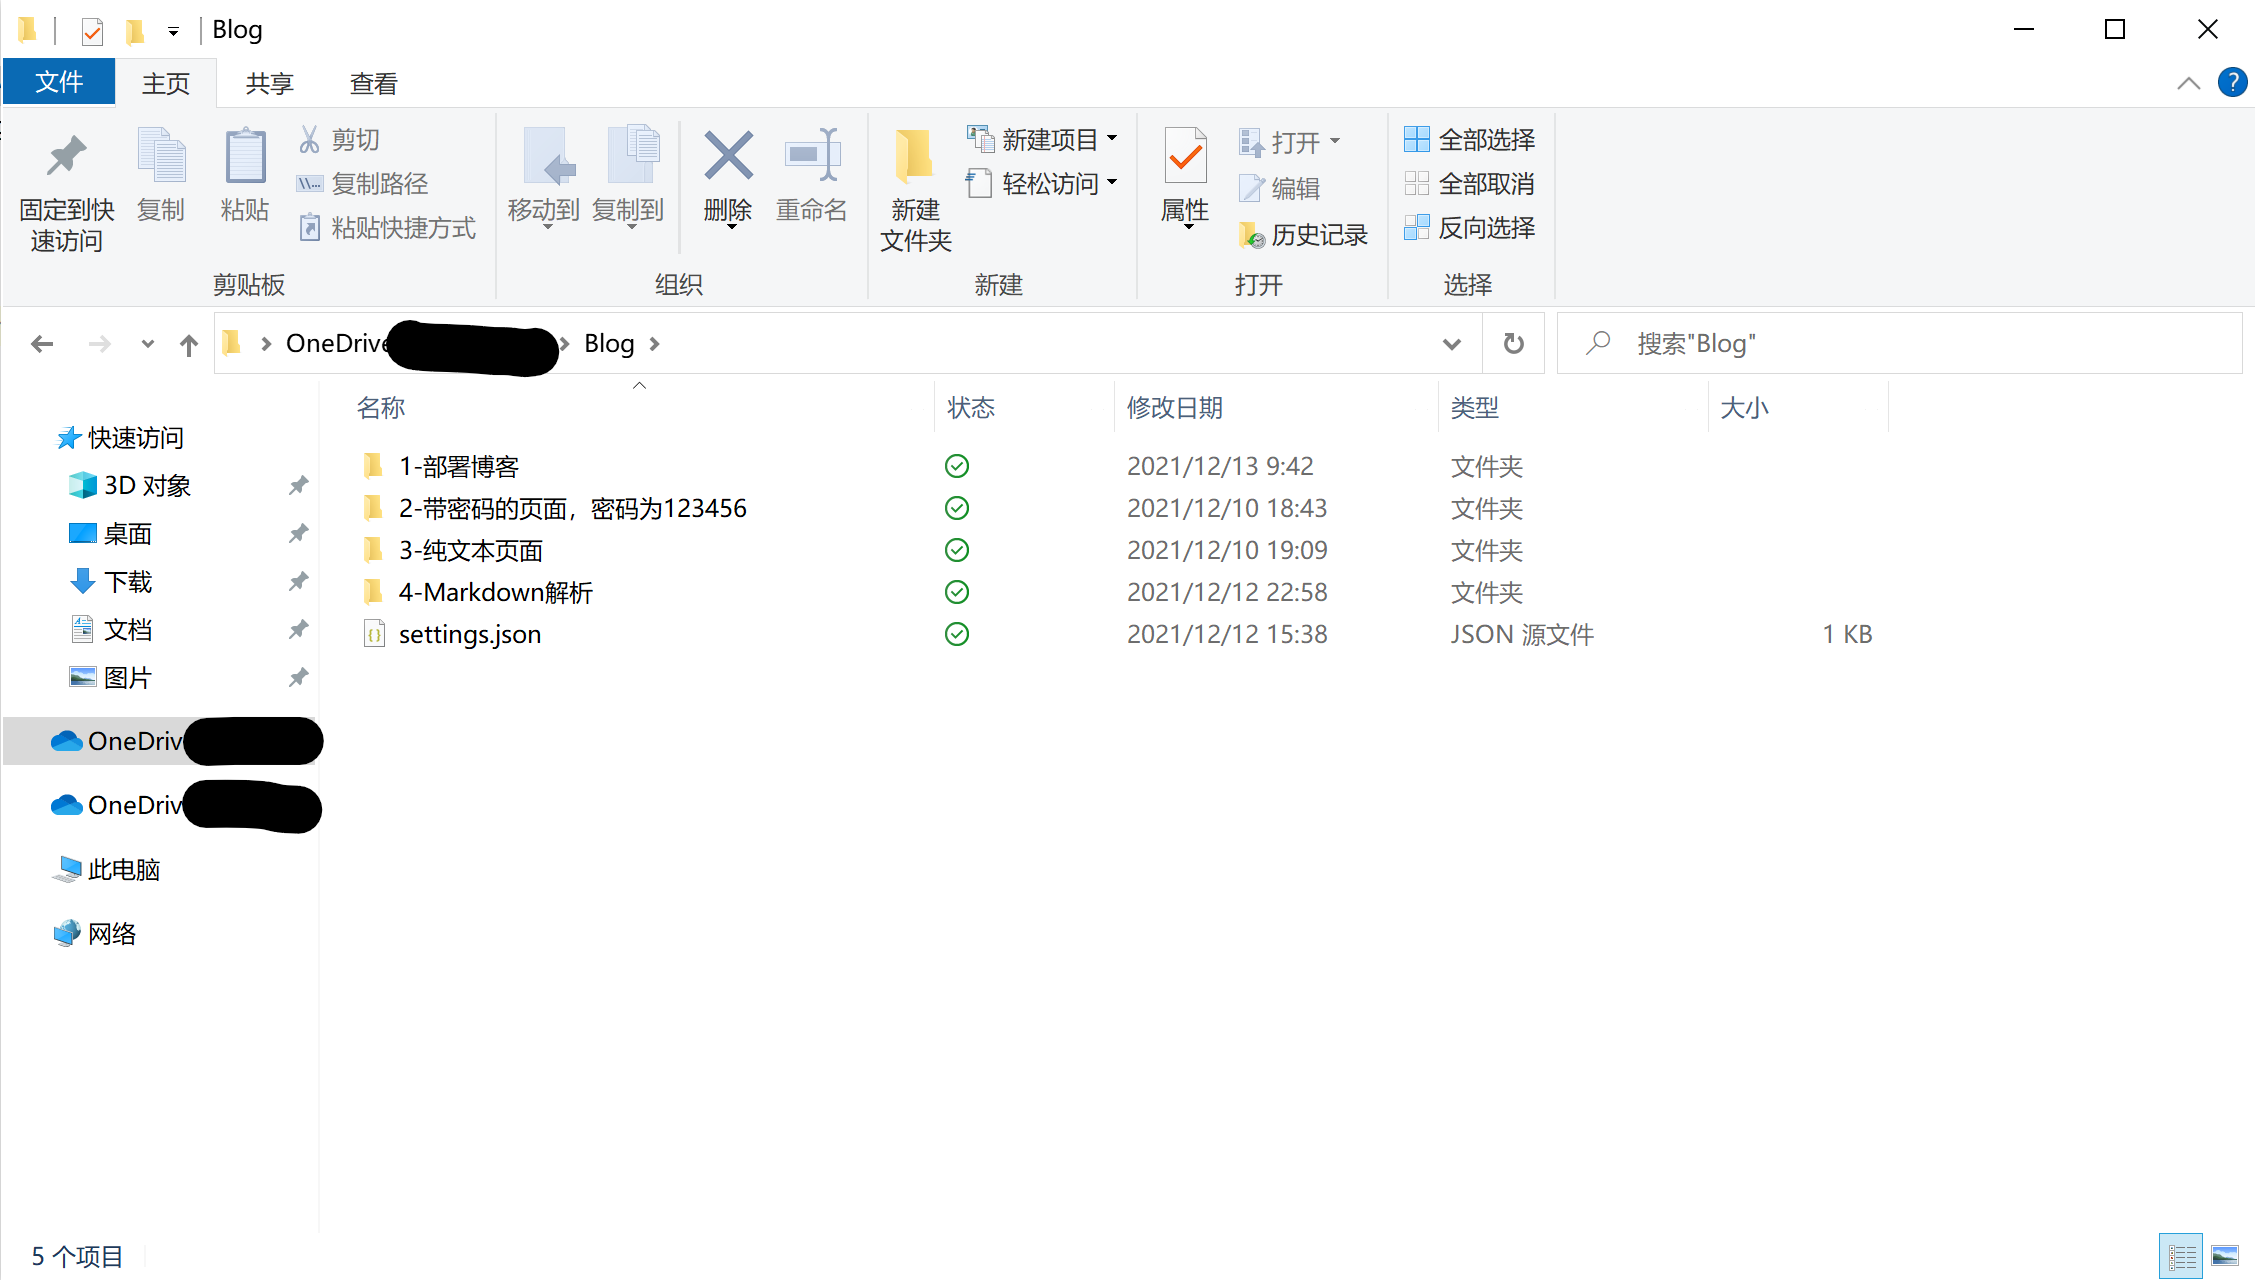 Blog
文件 主页 共享 查看
固定到快速访问
复制
粘贴
剪切
复制路径
粘贴快捷方式
剪贴板
移动到
复制到
删除
重命名
组织
新建文件夹
新建项目
轻松访问
新建
属性
打开
编辑
历史记录
打开
全部选择
全部取消
反向选择
选择
OneDrive Blog
搜索"Blog"
名称 状态 修改日期 类型 大小
1-部署博客 2021/12/13 9:42 文件夹
2-带密码的页面，密码为123456 2021/12/10 18:43 文件夹
3-纯文本页面 2021/12/10 19:09 文件夹
4-Markdown解析 2021/12/12 22:58 文件夹
settings.json 2021/12/12 15:38 JSON 源文件 1 KB
快速访问
3D 对象
桌面
下载
文档
图片
OneDriv
OneDriv
此电脑
网络
5 个项目